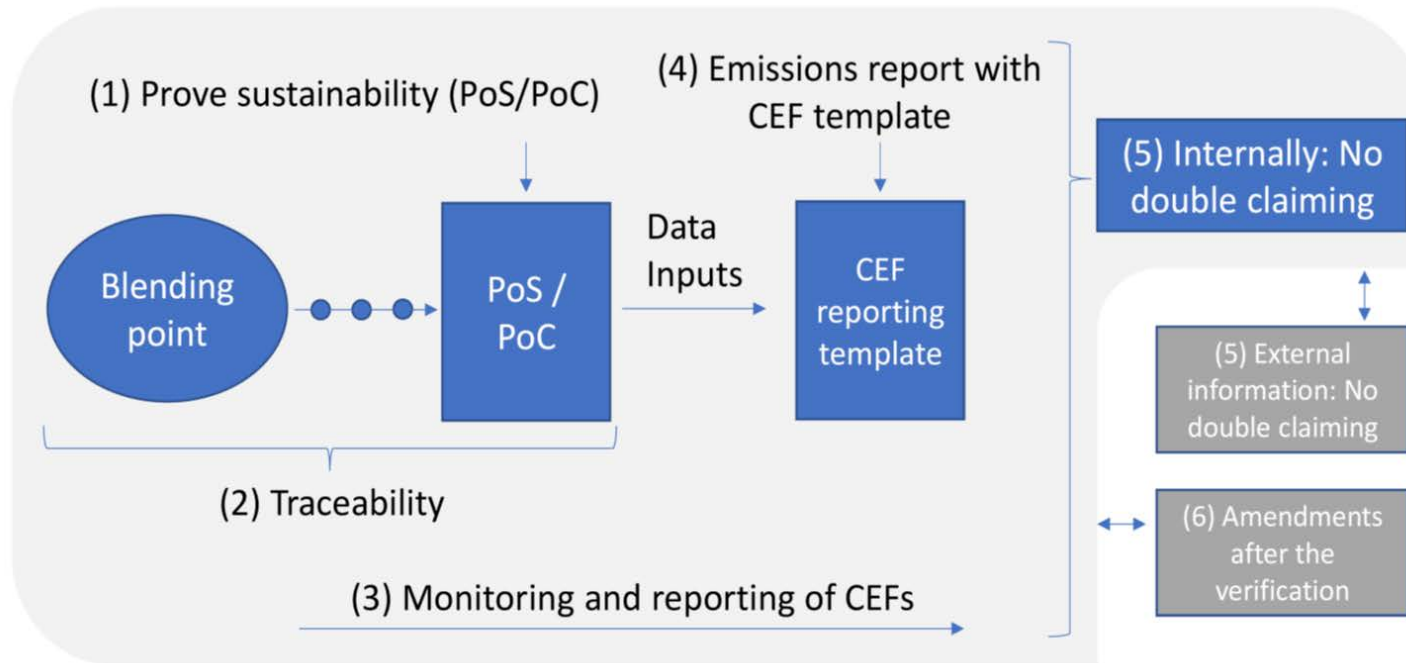 (1) Prove sustainability (PoS/PoC)
(4) Emissions report with
CEF template
(5) Internally: No
double claiming
Blending
point
PoS /
PoC
Data
Inputs
CEF
reporting
template
(5) External
information: No
double claiming
(2) Traceability
(6) Amendments
after the
verification
(3) Monitoring and reporting of CEFs